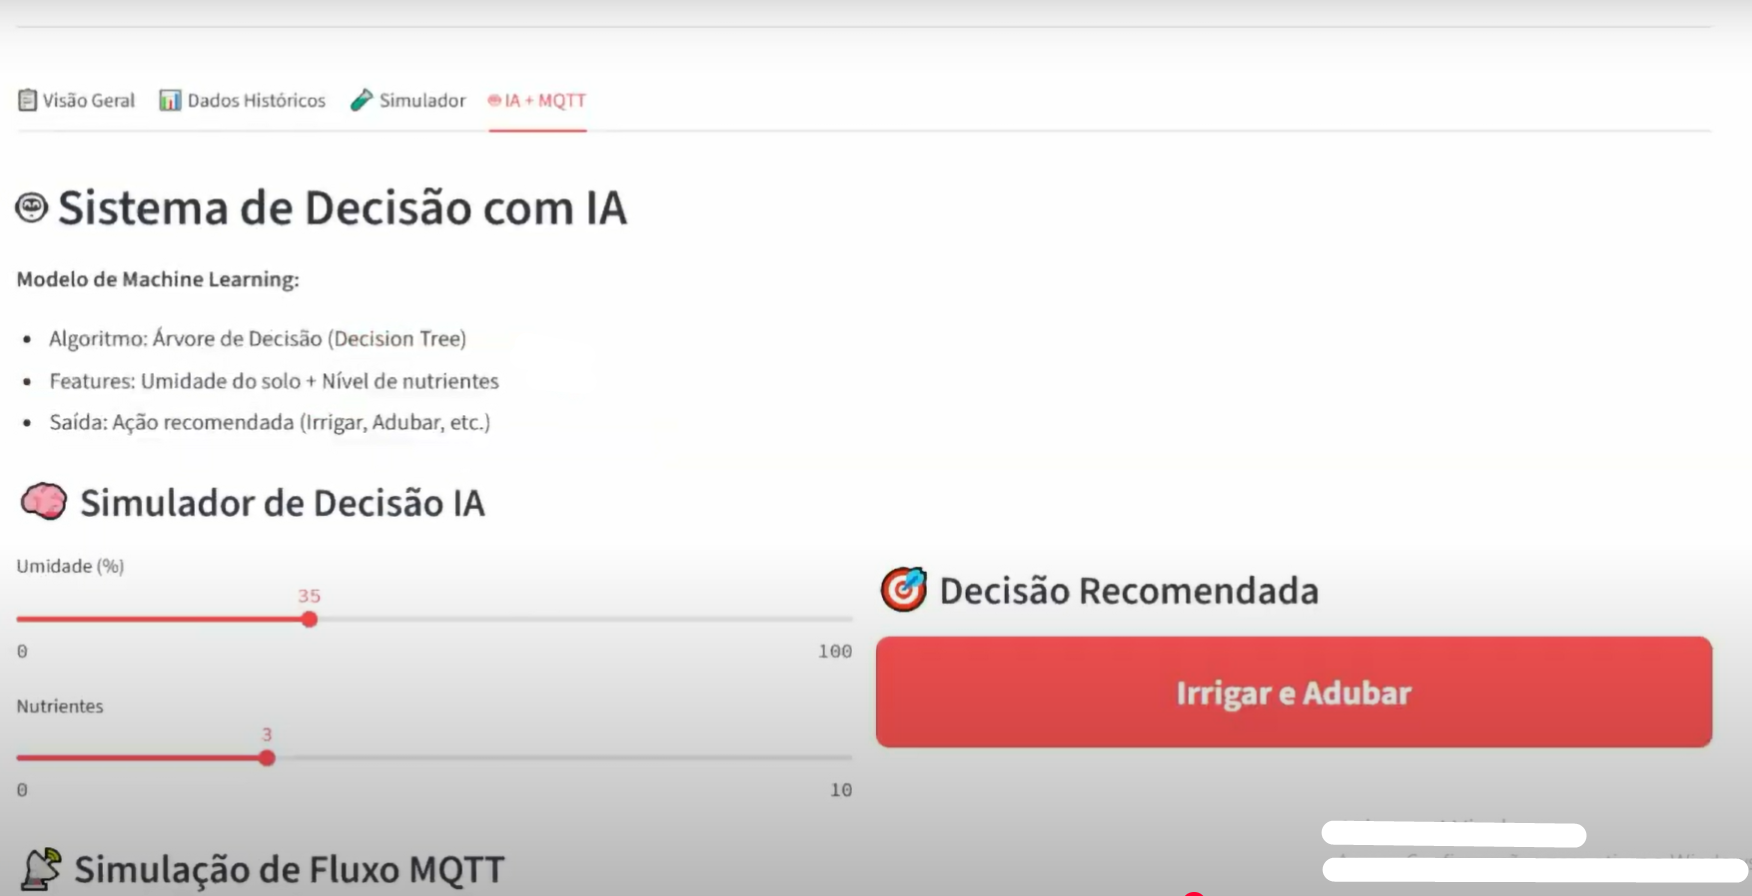 Visão Geral
Dados Históricos
Simulador
IA + MQTT
Sistema de Decisão com IA
Modelo de Machine Learning:
Algoritmo: Árvore de Decisão (Decision Tree)
Features: Umidade do solo + Nível de nutrientes
Saída: Ação recomendada (Irrigar, Adubar, etc.)
Simulador de Decisão IA
Umidade (%)
35
0
100
Nutrientes
3
0
10
Decisão Recomendada
Irrigar e Adubar
Simulação de Fluxo MQTT